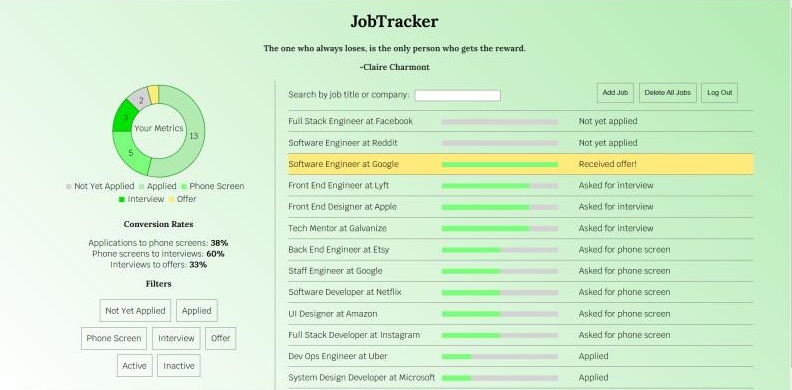 JobTracker
The one who always loses, is the only person who gets the reward.
~Claire Charmont
2
3
13
5
Your Metrics
Not Yet Applied Applied Phone Screen
Interview Offer
Conversion Rates
Applications to phone screens: 38%
Phone screens to interviews: 60%
Interviews to offers: 33%
Filters
Not Yet Applied Applied
Phone Screen Interview Offer
Active Inactive
Search by job title or company:
Add Job Delete All Jobs Log Out
Full Stack Engineer at Facebook Not yet applied
Software Engineer at Reddit Not yet applied
Software Engineer at Google Received offer!
Front End Engineer at Lyft Asked for interview
Front End Designer at Apple Asked for interview
Tech Mentor at Galvanize Asked for interview
Back End Engineer at Etsy Asked for phone screen
Staff Engineer at Google Asked for phone screen
Software Developer at Netflix Asked for phone screen
UI Designer at Amazon Asked for phone screen
Full Stack Developer at Instagram Asked for phone screen
Dev Ops Engineer at Uber Applied
System Design Developer at Microsoft Applied